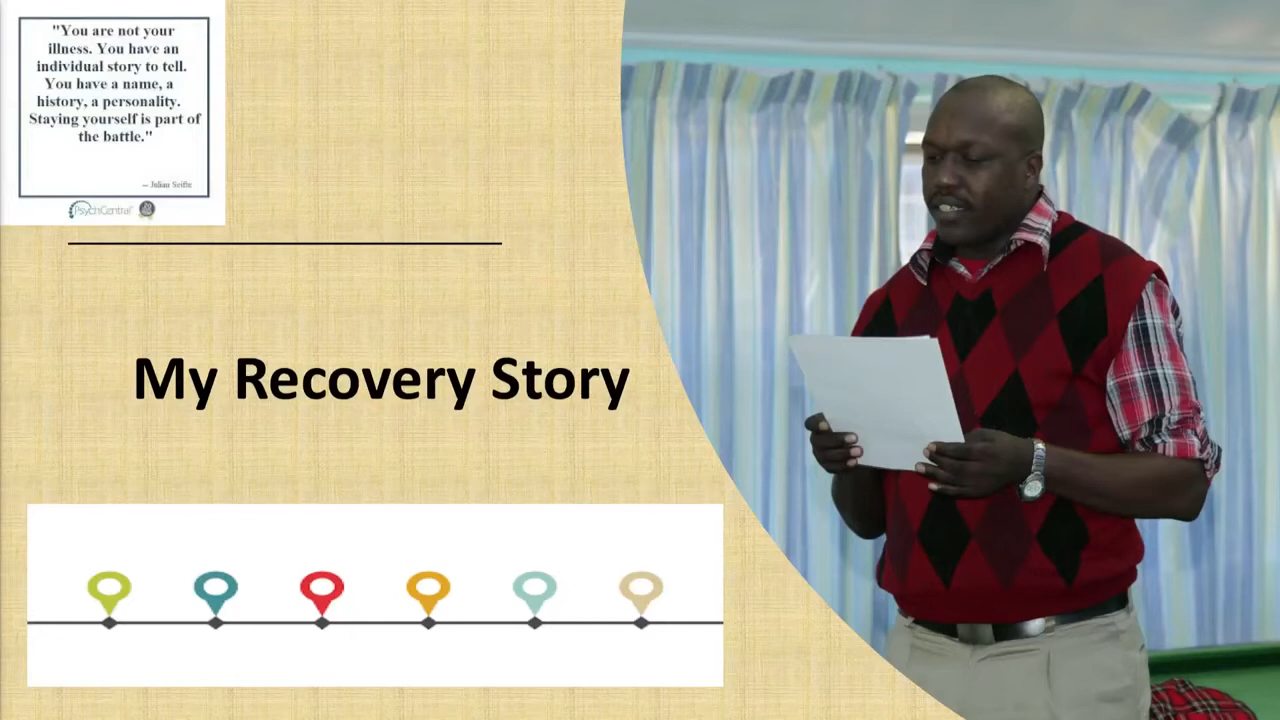 "You are not your
illness. You have an
individual story to tell.
You have a name, a
history, a personality.
Staying yourself is part of
the battle."
-- Julian Seifte
PsychCentral
My Recovery Story